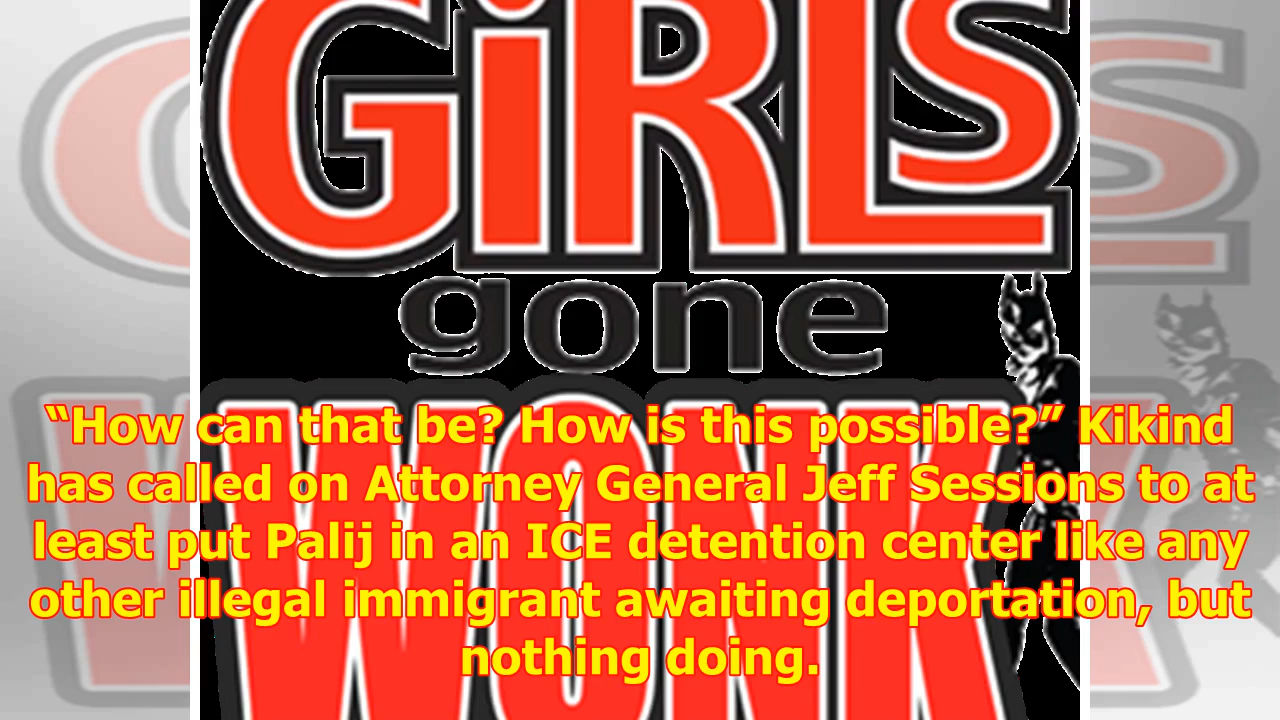 GiRLS
gone
WONK
“How can that be? How is this possible?” Kikind
has called on Attorney General Jeff Sessions to at
least put Palij in an ICE detention center like any
other illegal immigrant awaiting deportation, but
nothing doing.